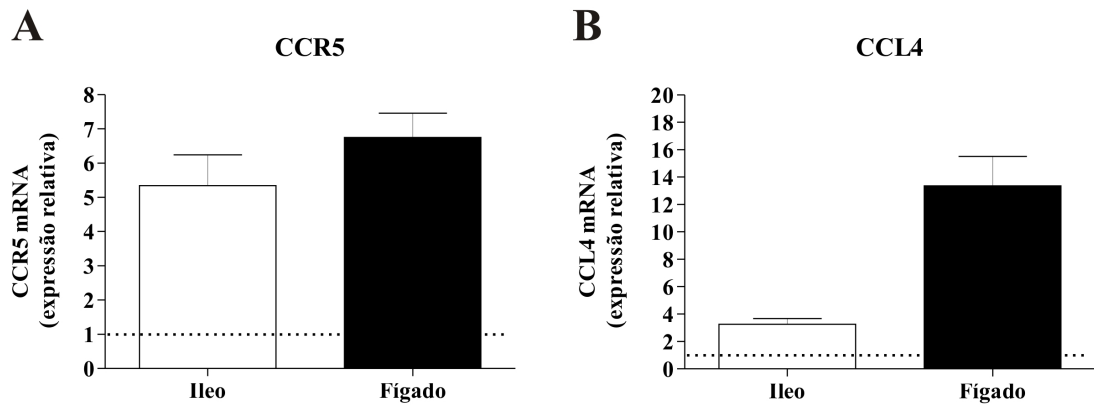 A
CCR5
CCR5 mRNA
(expressão relativa)
8
7
6
5
4
3
2
1
0
Ileo
Fígado
B
CCL4
CCL4 mRNA
(expressão relativa)
20
18
16
14
12
10
8
6
4
2
0
Ileo
Fígado